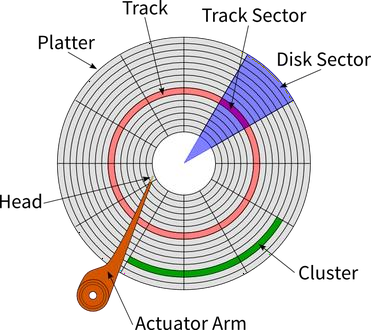 Track
Track Sector
Platter
Disk Sector
Head
Cluster
Actuator Arm